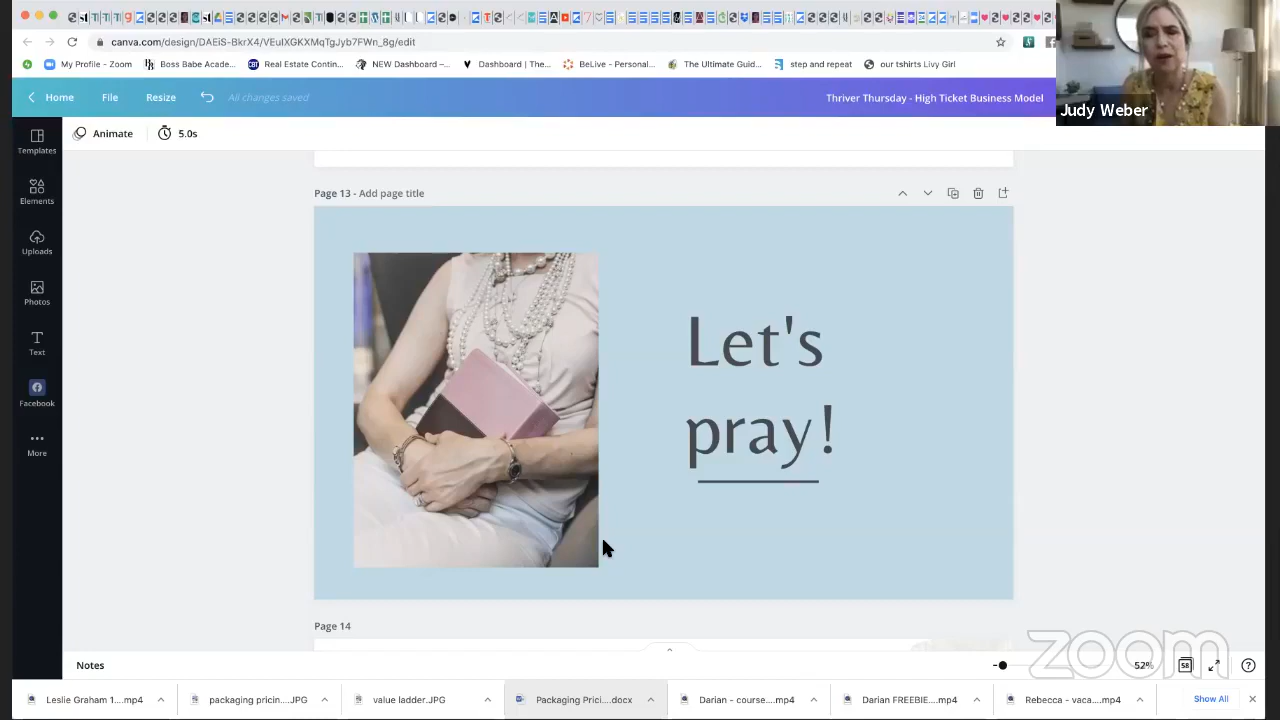 canva.com/design/DAEiS-BkrX4/VEuIXGKXMqTgJyb7FWn_8g/edit
My Profile - Zoom
Boss Babe Acade...
CBT
Real Estate Contin...
NEW Dashboard -...
Dashboard | The...
BeLive - Personal...
The Ultimate Guid...
step and repeat
our tshirts Livy Girl
Home
File
Resize
All changes saved
Thriver Thursday - High Ticket Business Model
Judy Weber
Animate
5.0s
Templates
Elements
Uploads
Photos
Text
Facebook
More
Page 13 - Add page title
Let's
pray!
Page 14
Notes
52%
58
zoom
Leslie Graham 1....mp4
packaging pricin....JPG
value ladder.JPG
Packaging Prici....docx
Darian - course....mp4
Darian FREEBIE....mp4
Rebecca - vaca....mp4
Show All